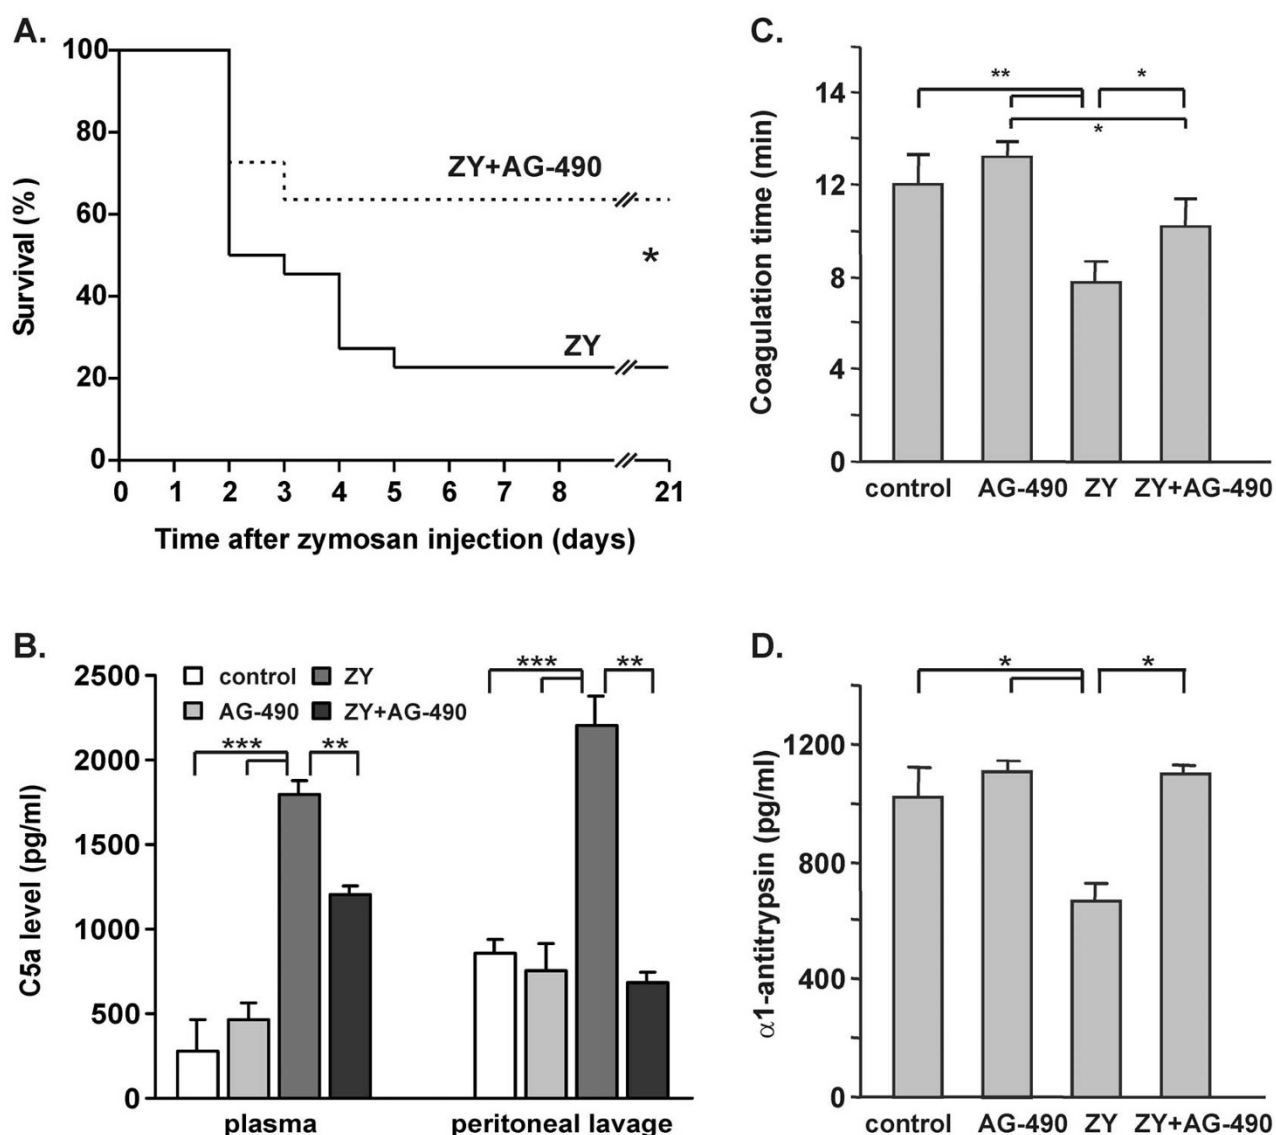 A.
100
80
60
40
20
0
Survival (%)
ZY+AG-490
*
ZY
0 1 2 3 4 5 6 7 8 21
Time after zymosan injection (days)
B.
2500
2000
1500
1000
500
0
C5a level (pg/ml)
control ZY
AG-490 ZY+AG-490
*** **
*** **
plasma peritoneal lavage
C.
14
12
8
4
0
Coagulation time (min)
** *
*
control AG-490 ZY ZY+AG-490
D.
1200
800
400
0
α1-antitrypsin (pg/ml)
* *
control AG-490 ZY ZY+AG-490